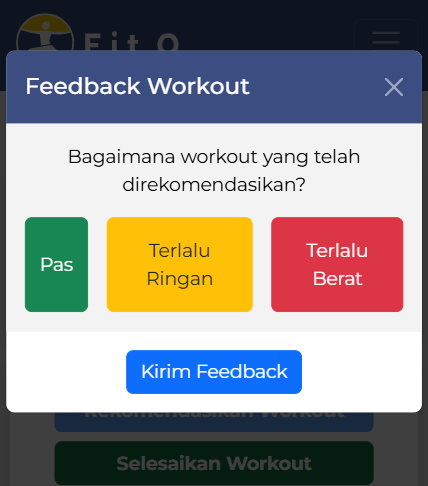 Fit Q
Feedback Workout
Bagaimana workout yang telah
direkomendasikan?
Pas
Terlalu
Ringan
Terlalu
Berat
Kirim Feedback
Rekomendasikan Workout
Selesaikan Workout